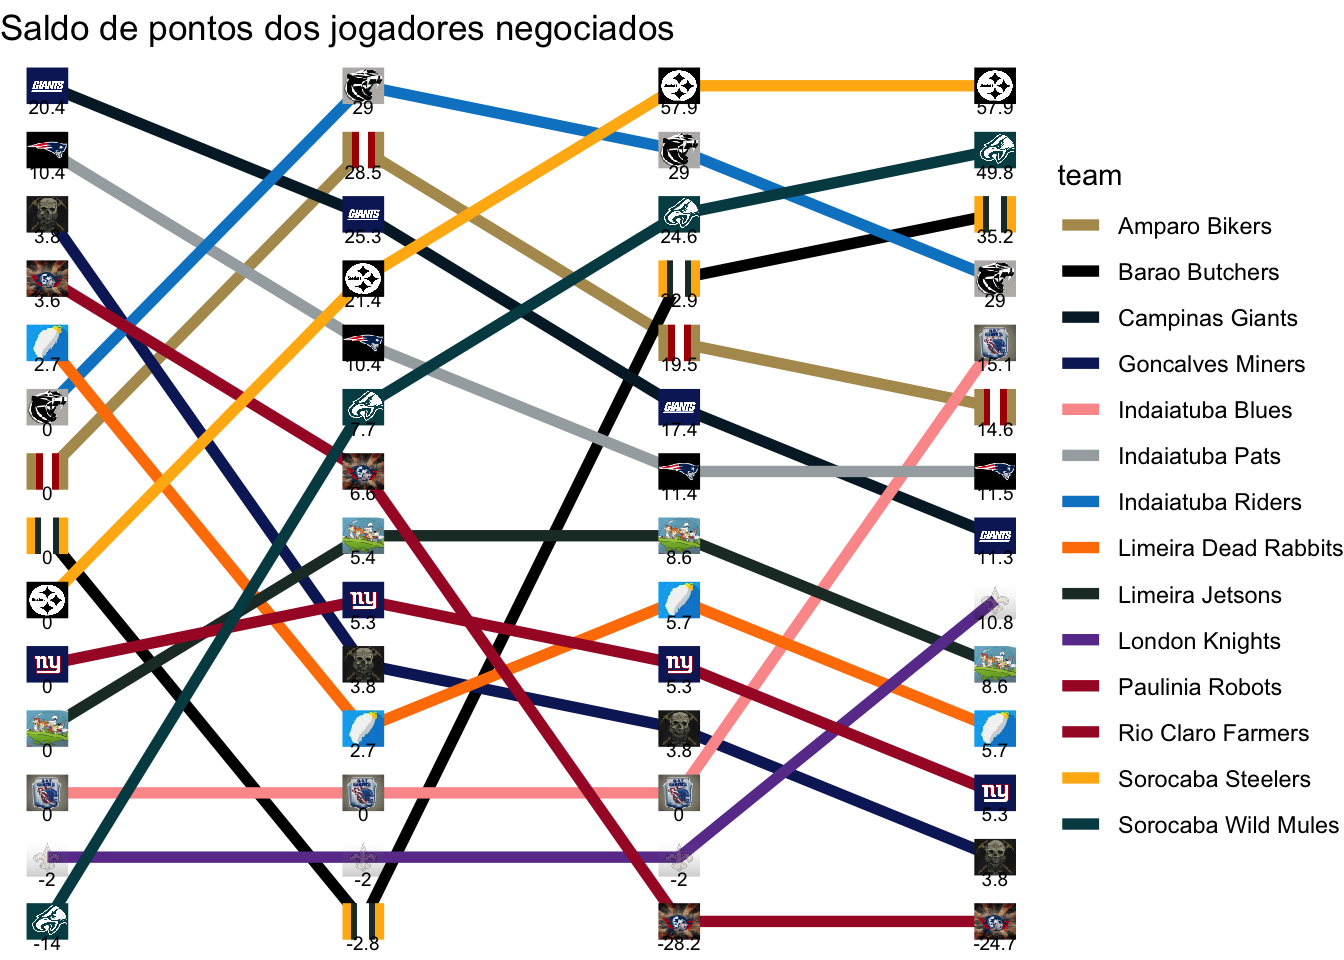 Saldo de pontos dos jogadores negociados
GIANTS
20.4
29
57.9
57.9
10.4
28.5
29
49.8
3.8
GIANTS
25.3
24.6
35.2
3.6
21.4
22.9
29
2.7
10.4
19.5
15.1
0
7.7
GIANTS
17.4
14.6
0
6.6
11.4
11.5
0
5.4
8.6
GIANTS
11.3
0
ny
5.3
5.7
10.8
ny
0
3.8
ny
5.3
8.6
0
2.7
3.8
5.7
0
0
0
ny
5.3
-2
-2
-2
3.8
-14
-2.8
-28.2
-24.7
team
Amparo Bikers
Barao Butchers
Campinas Giants
Goncalves Miners
Indaiatuba Blues
Indaiatuba Pats
Indaiatuba Riders
Limeira Dead Rabbits
Limeira Jetsons
London Knights
Paulinia Robots
Rio Claro Farmers
Sorocaba Steelers
Sorocaba Wild Mules